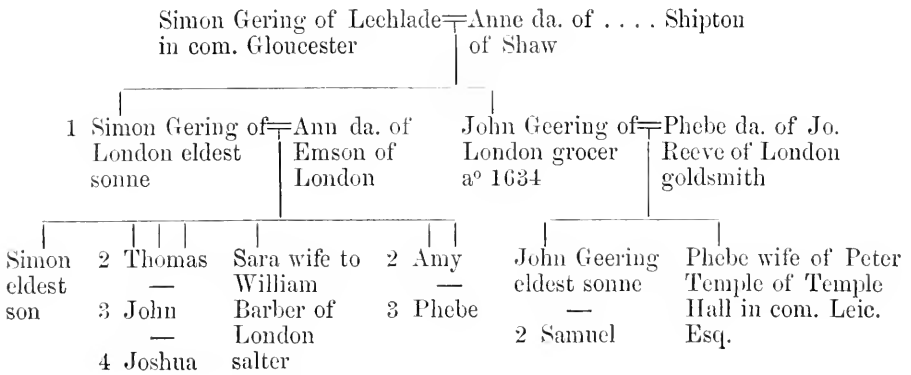 Simon Gering of Lechlade=Anne da. of .... Shipton
in com. Gloucester of Shaw
1 Simon Gering of=Ann da. of
London eldest Emson of
sonne London
John Geering of=Phebe da. of Jo.
London grocer Reeve of London
aº 1634 goldsmith
Simon
eldest
son
2 Thomas
—
3 John
—
4 Joshua
Sara wife to
William
Barber of
London
salter
2 Amy
—
3 Phebe
John Geering
eldest sonne
—
2 Samuel
Phebe wife of Peter
Temple of Temple
Hall in com. Leic.
Esq.